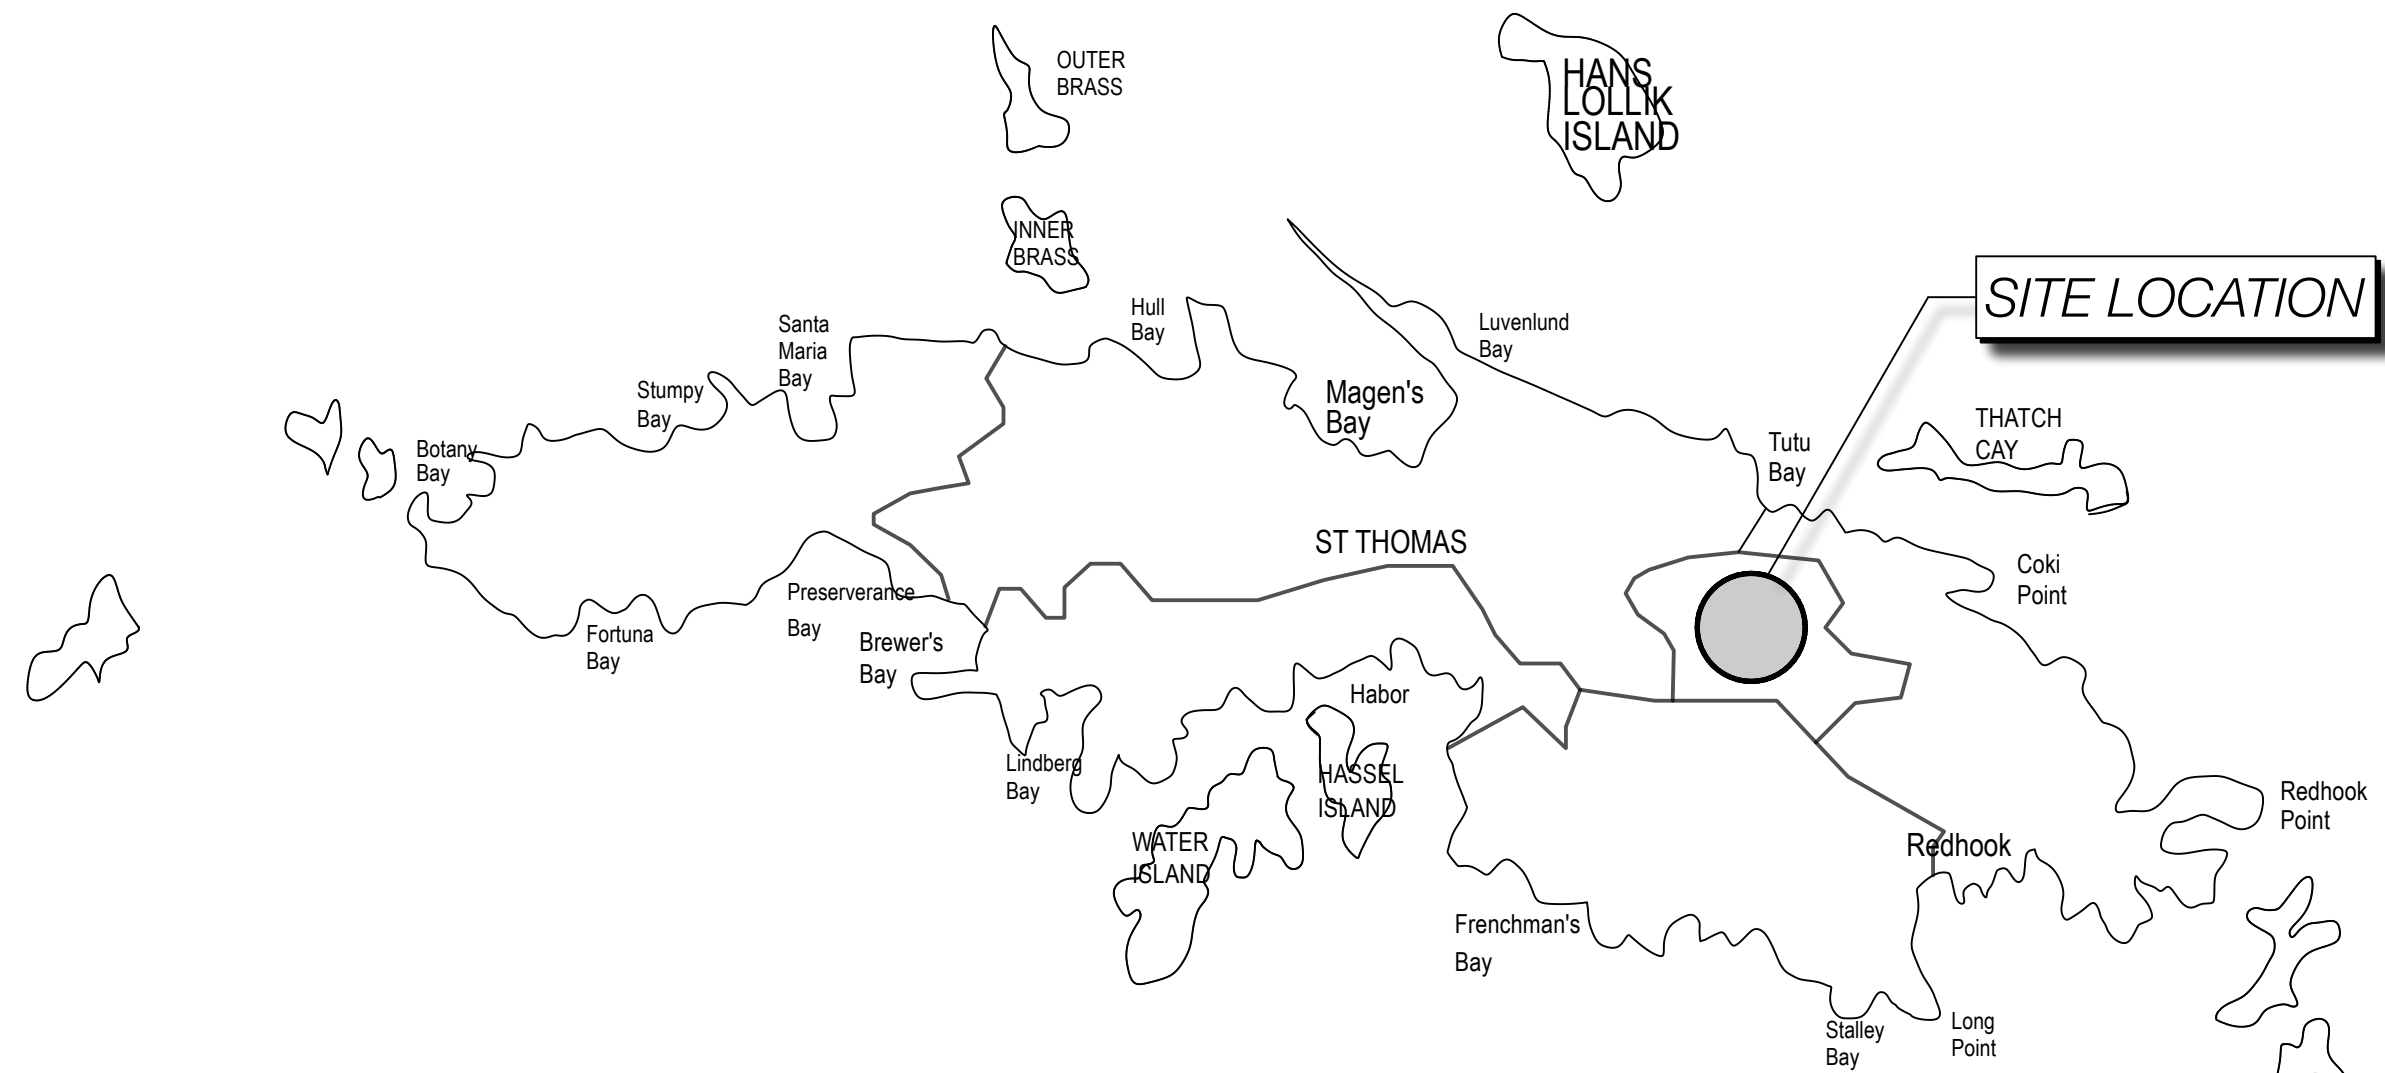 OUTER
BRASS
HANS
LOLLIK
ISLAND
INNER
BRASS
SITE LOCATION
Hull
Bay
Santa
Maria
Bay
Luvenlund
Bay
Stumpy
Bay
Magen's
Bay
THATCH
CAY
Tutu
Bay
Botany
Bay
ST THOMAS
Coki
Point
Preserverance
Bay
Fortuna
Bay
Brewer's
Bay
Habor
Lindberg
Bay
HASSEL
ISLAND
Redhook
Point
WATER
ISLAND
Redhook
Frenchman's
Bay
Stalley
Bay
Long
Point